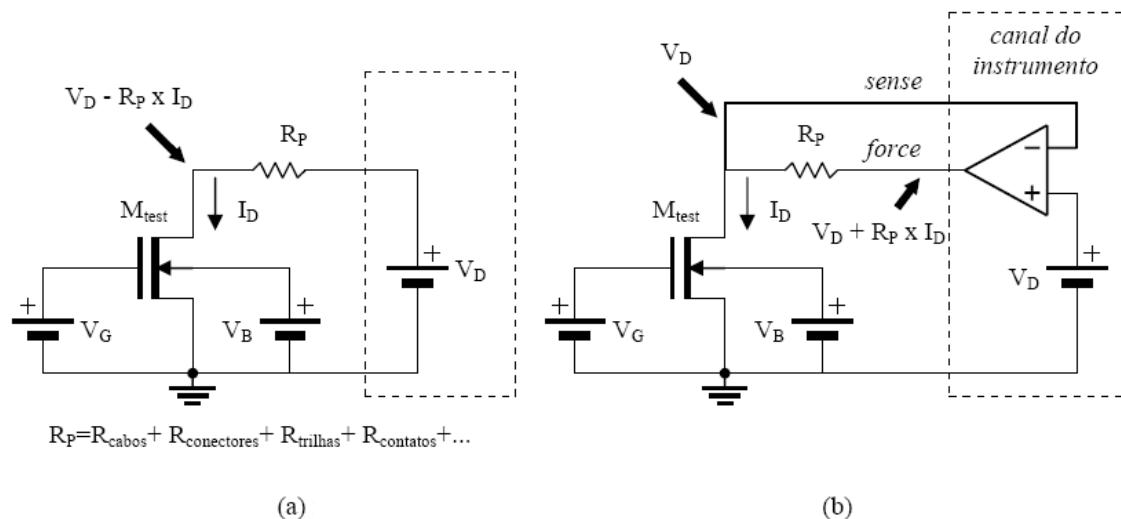 V_D - R_P x I_D
R_P
M_test
I_D
+
V_D
+
V_G
+
V_B
R_P=R_cabos+ R_conectores+ R_trilhas+ R_contatos+...
(a)
V_D
canal do
instrumento
sense
R_P
force
−
+
M_test
I_D
V_D + R_P x I_D
+
V_D
+
V_G
+
V_B
(b)